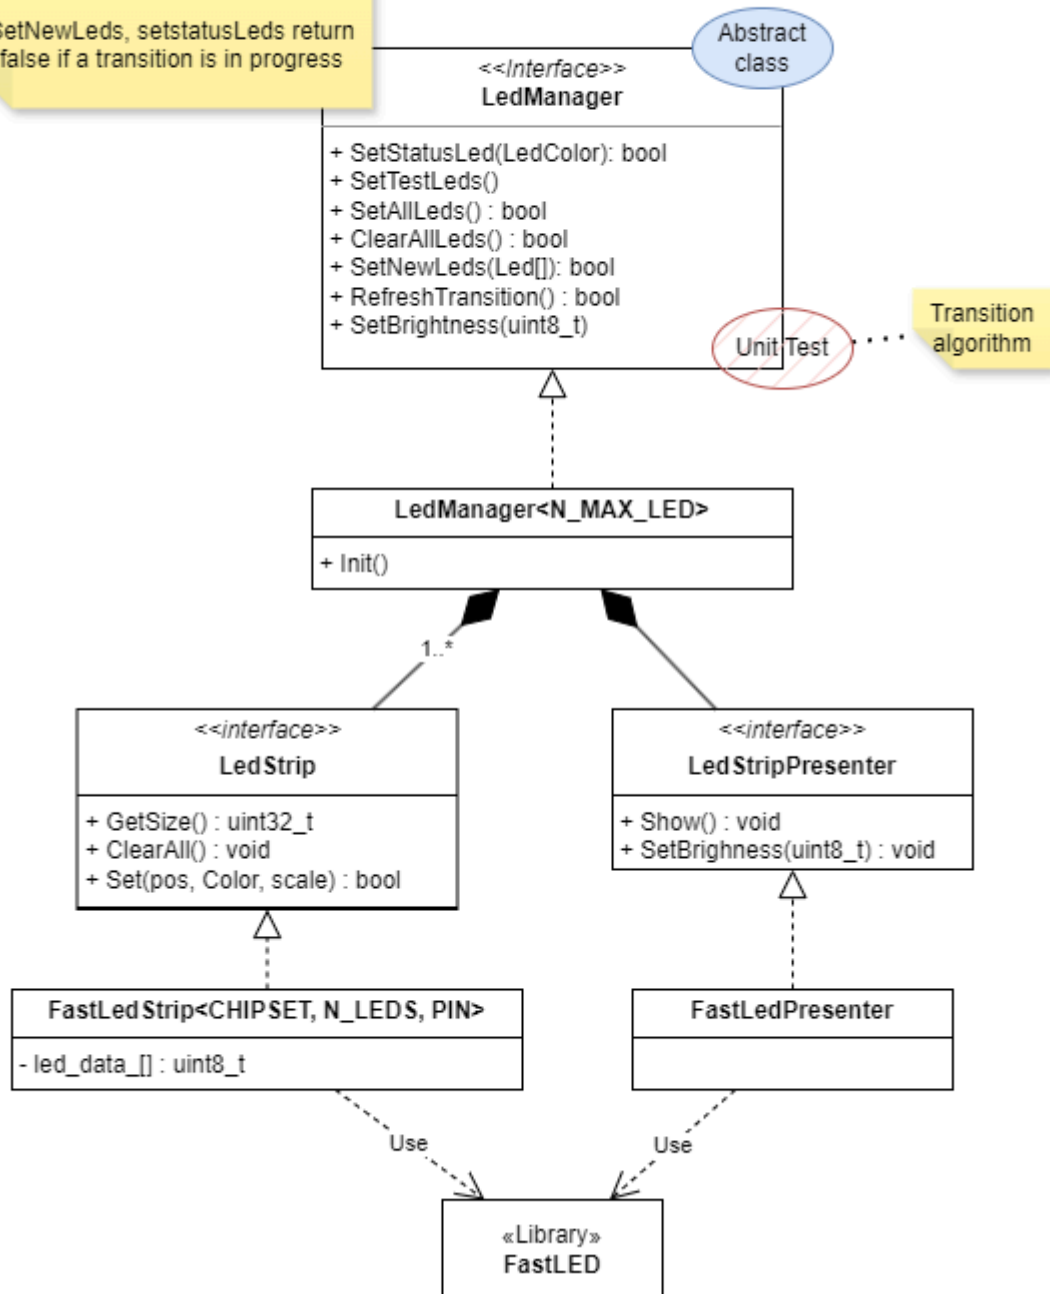 SetNewLeds, setstatusLeds return
false if a transition is in progress
Abstract
class
<<Interface>>
LedManager
+ SetStatusLed(LedColor): bool
+ SetTestLeds()
+ SetAllLeds() : bool
+ ClearAllLeds() : bool
+ SetNewLeds(Led[]): bool
+ RefreshTransition() : bool
+ SetBrightness(uint8_t)
Unit Test
Transition
algorithm
LedManager<N_MAX_LED>
+ Init()
1..*
<<interface>>
LedStrip
+ GetSize() : uint32_t
+ ClearAll() : void
+ Set(pos, Color, scale) : bool
<<interface>>
LedStripPresenter
+ Show() : void
+ SetBrighness(uint8_t) : void
FastLedStrip<CHIPSET, N_LEDS, PIN>
- led_data_[] : uint8_t
FastLedPresenter
Use
Use
«Library»
FastLED